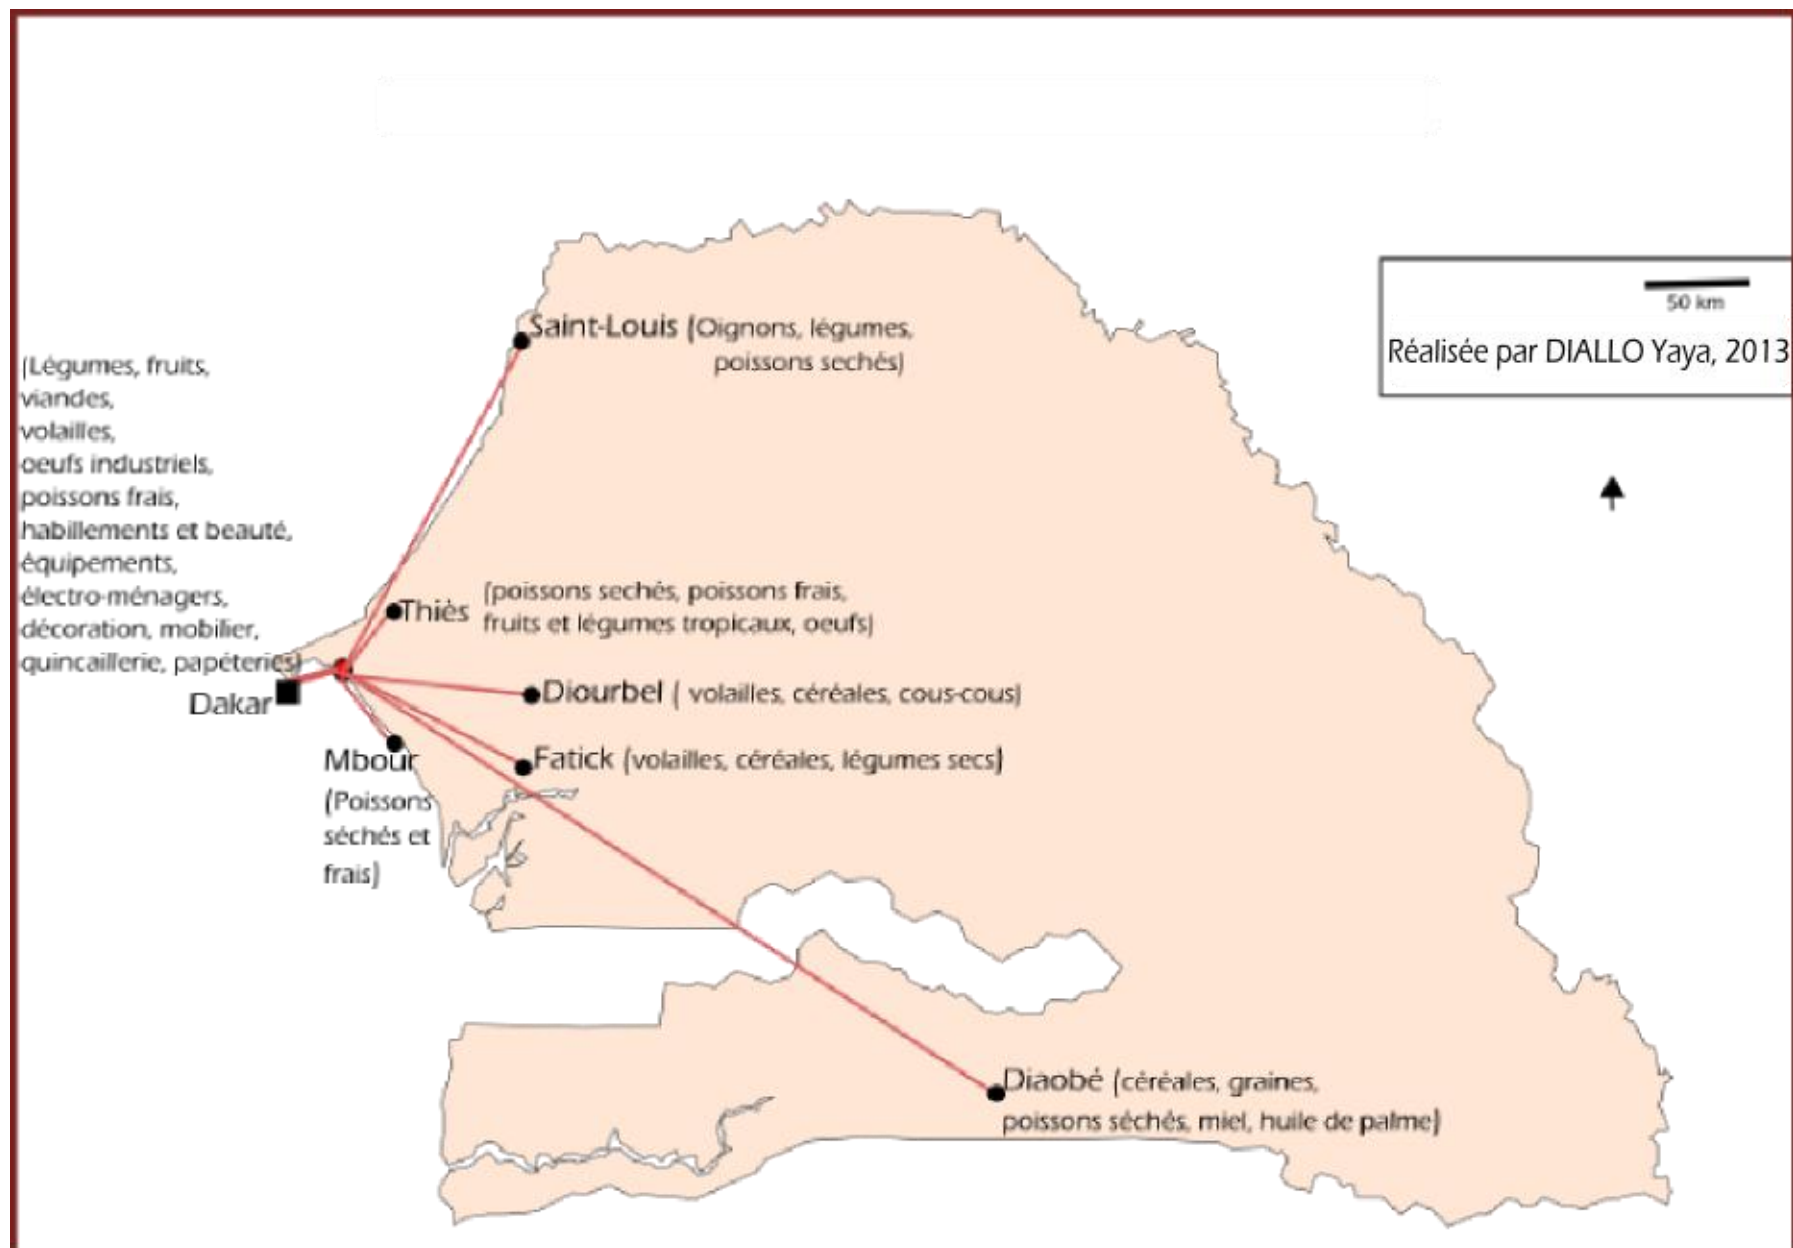 Saint-Louis (Oignons, légumes,
poissons sechés)
50 km
Réalisée par DIALLO Yaya, 2013
(Légumes, fruits,
viandes,
volailles,
oeufs industriels,
poissons frais,
habillements et beauté,
équipements,
électro-ménagers,
décoration, mobilier,
quincaillerie, papéteries)
Dakar
Thiès (poissons sechés, poissons frais,
fruits et légumes tropicaux, oeufs)
Diourbel ( volailles, céréales, cous-cous)
Fatick (volailles, céréales, légumes secs)
Mbour
(Poissons
séchés et
frais)
Diaobé (céréales, graines,
poissons séchés, miel, huile de palme)